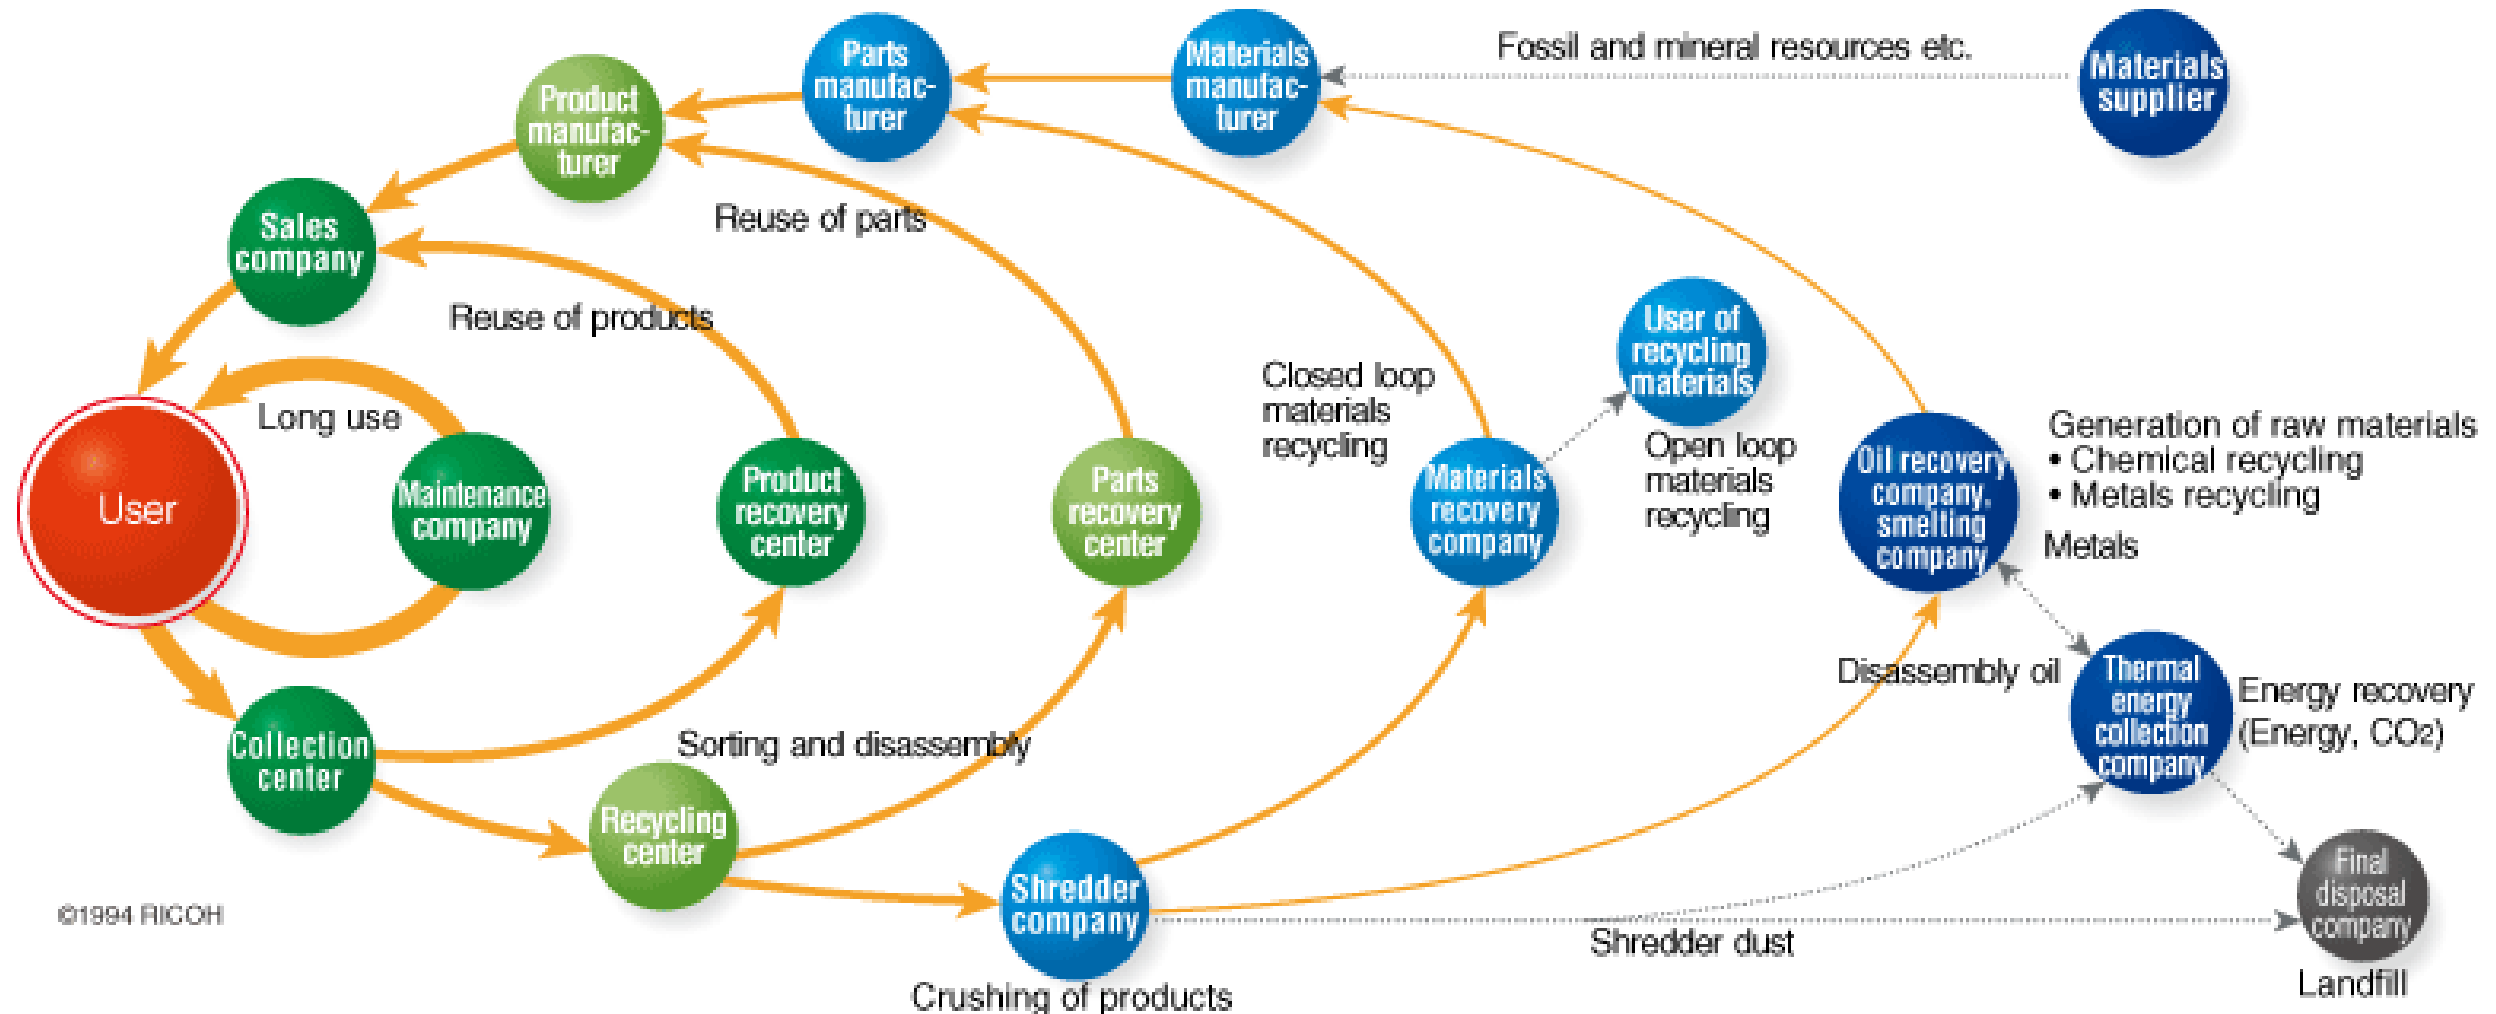 Fossil and mineral resources etc.
Materials
supplier
Materials
manufac-
turer
Parts
manufac-
turer
Product
manufac-
turer
Sales
company
Reuse of parts
Reuse of products
Long use
User
Maintenance
company
Product
recovery
center
Parts
recovery
center
Closed loop
materials
recycling
Materials
recovery
company
User of
recycling
materials
Open loop
materials
recycling
Oil recovery
company,
smelting
company
Generation of raw materials
• Chemical recycling
• Metals recycling
Metals
Disassembly oil
Thermal
energy
collection
company
Energy recovery
(Energy, CO2)
Collection
center
Sorting and disassembly
Recycling
center
Shredder
company
Crushing of products
Shredder dust
Final
disposal
company
Landfill
©1994 RICOH